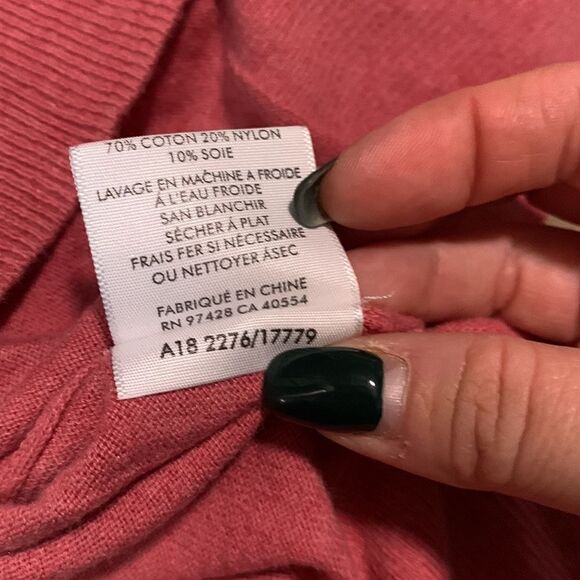 70% COTON 20% NYLON
10% SOIE
LAVAGE EN MACHINE A FROIDE
À L'EAU FROIDE
SAN BLANCHIR
SÉCHER À PLAT
FRAIS FER SI NÉCESSAIRE
OU NETTOYER ÀSEC
FABRIQUÉ EN CHINE
RN 97428 CA 40554
A18 2276/17779